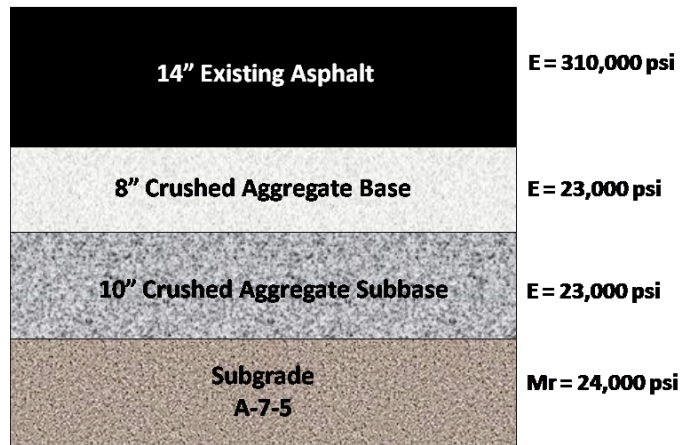 14” Existing Asphalt
E = 310,000 psi
8” Crushed Aggregate Base
E = 23,000 psi
10” Crushed Aggregate Subbase
E = 23,000 psi
Subgrade
A-7-5
Mr = 24,000 psi